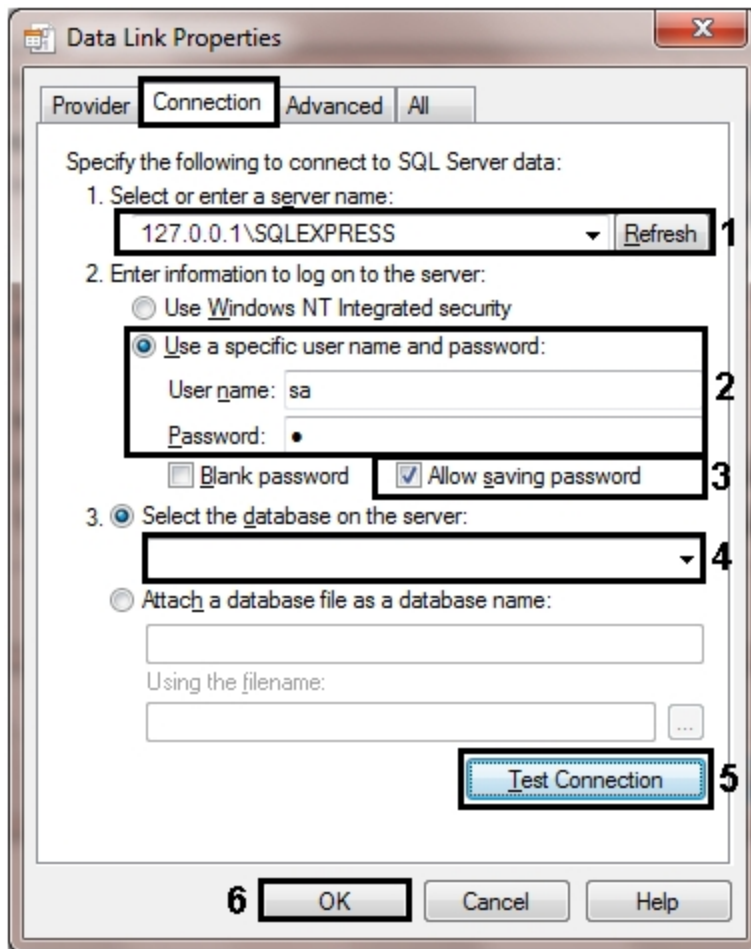 Data Link Properties
Provider Connection Advanced All
Specify the following to connect to SQL Server data:
1. Select or enter a server name:
127.0.0.1\SQLEXPRESS Refresh 1
2. Enter information to log on to the server:
Use Windows NT Integrated security
Use a specific user name and password:
User name: sa 2
Password: ●
Blank password Allow saving password 3
3. Select the database on the server:
4
Attach a database file as a database name:
Using the filename:
...
Test Connection 5
6 OK Cancel Help